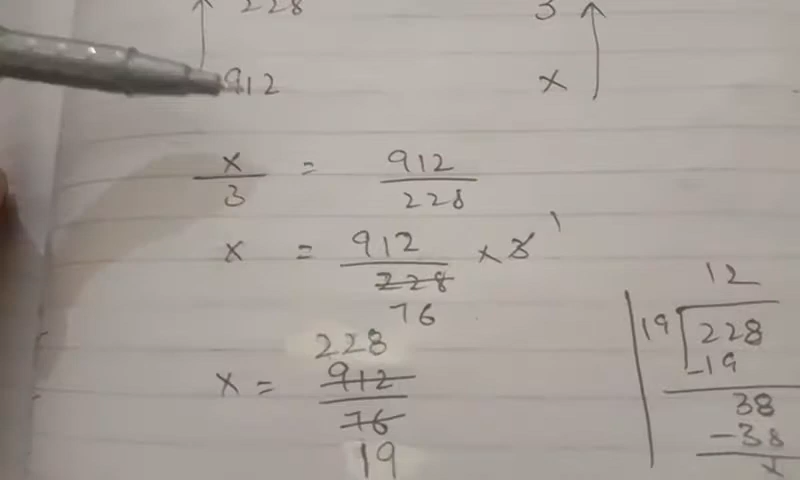 228 3
912 x
x/3 = 912/228
x = 912/228 × 3 1
76
228
x = 912/76
19
12
19 228
-19
38
-38
x